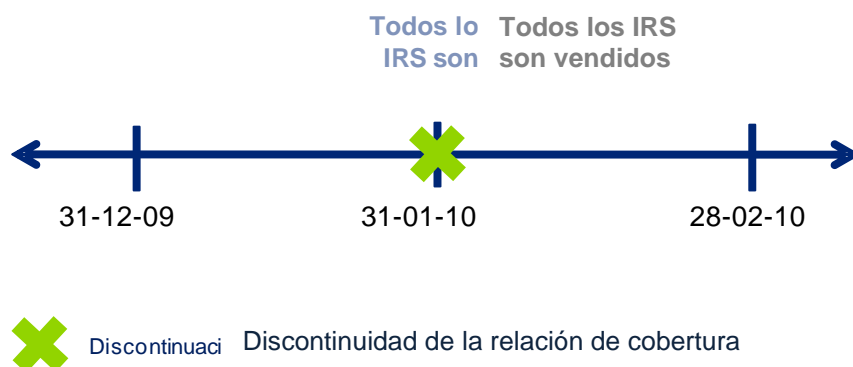 Todos lo Todos los IRS
IRS son son vendidos
31-12-09 31-01-10 28-02-10
Discontinuaci Discontinuidad de la relación de cobertura